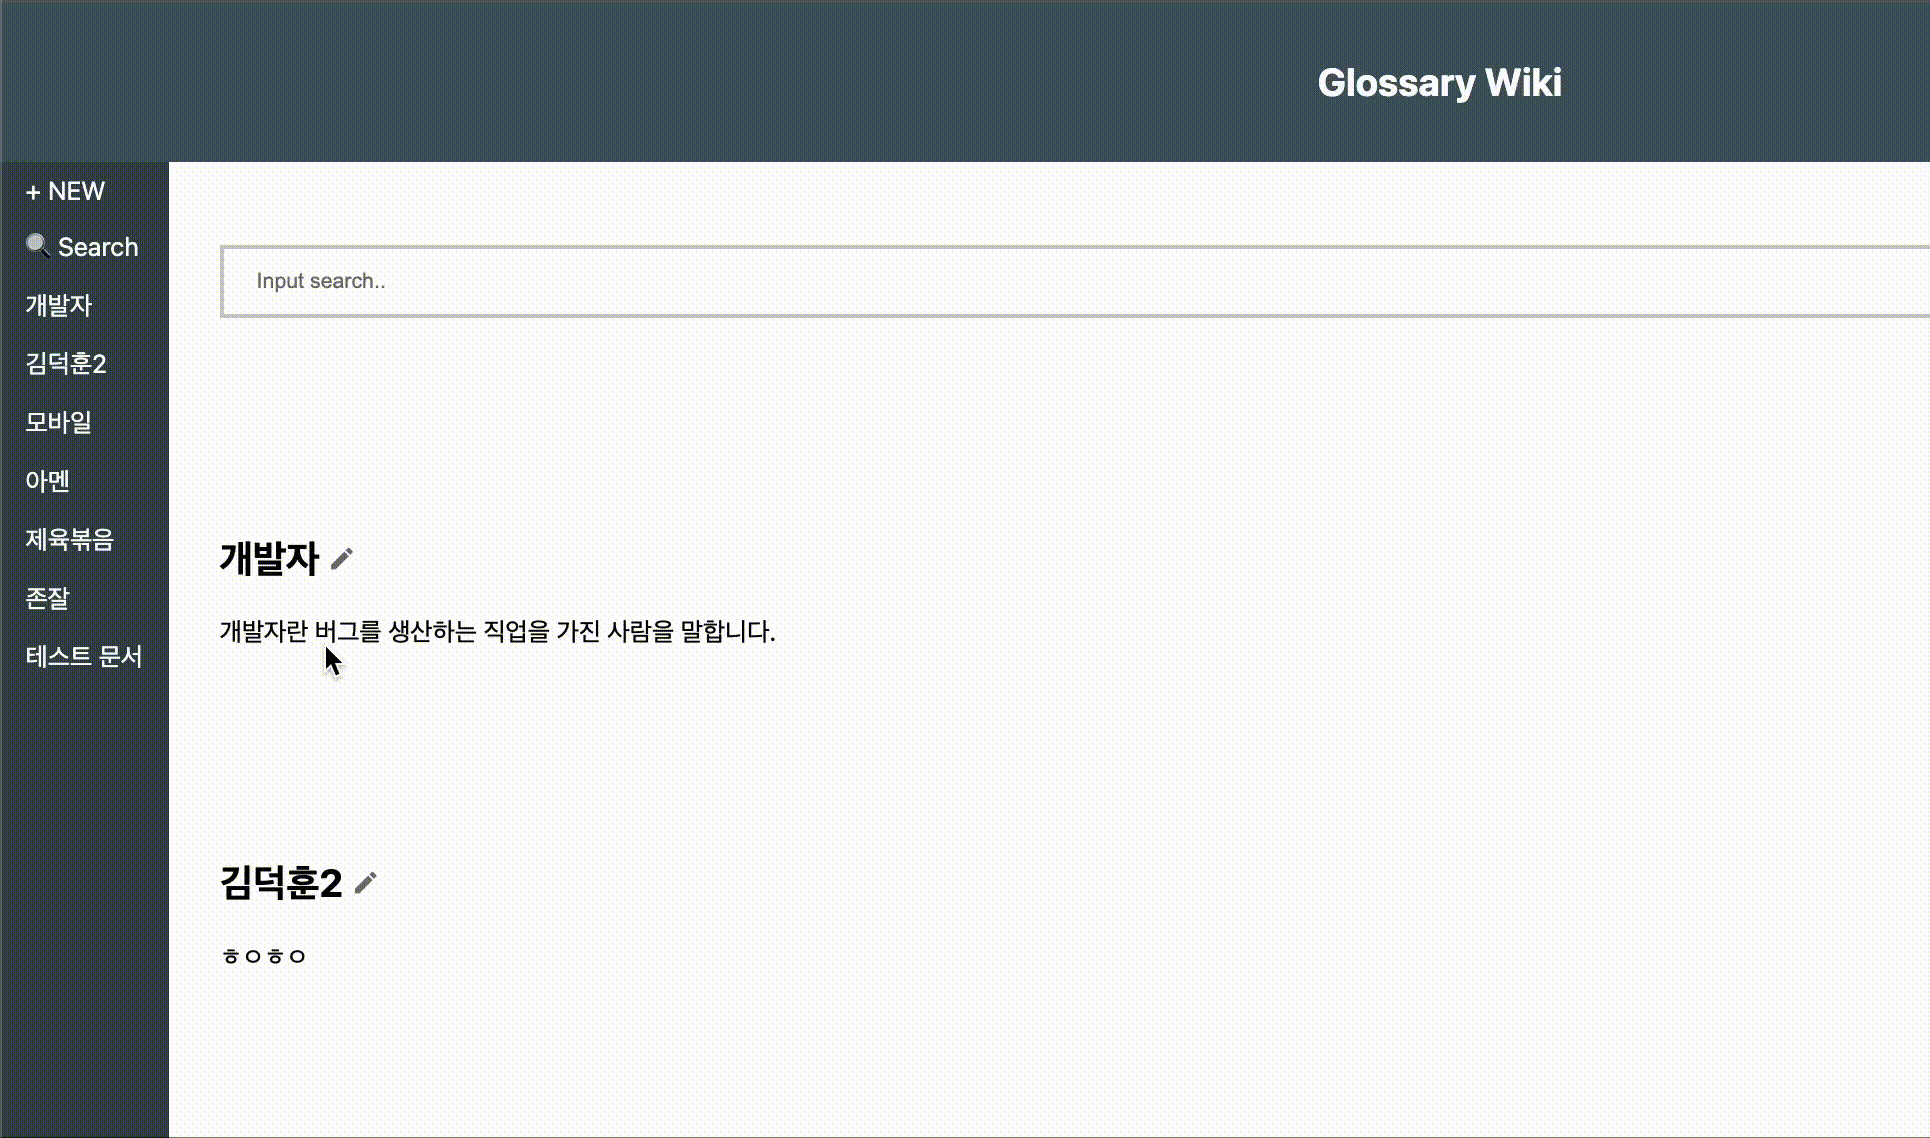 Glossary Wiki
+ NEW
🔍 Search
개발자
김덕훈2
모바일
아멘
제육볶음
존잘
테스트 문서
Input search..
개발자
개발자란 버그를 생산하는 직업을 가진 사람을 말합니다.
김덕훈2
ㅎㅇㅎㅇ